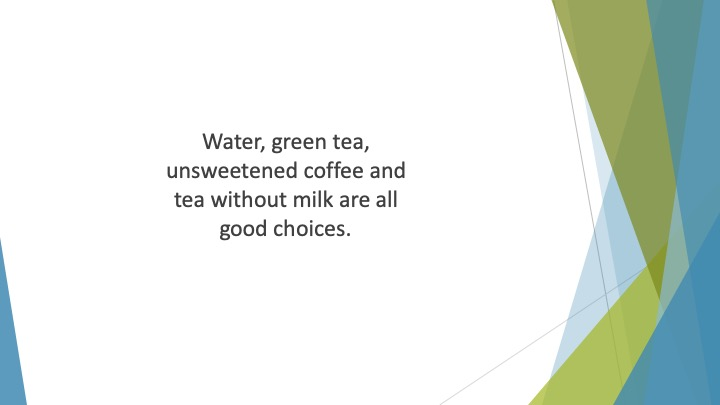 Water, green tea,
unsweetened coffee and
tea without milk are all
good choices.